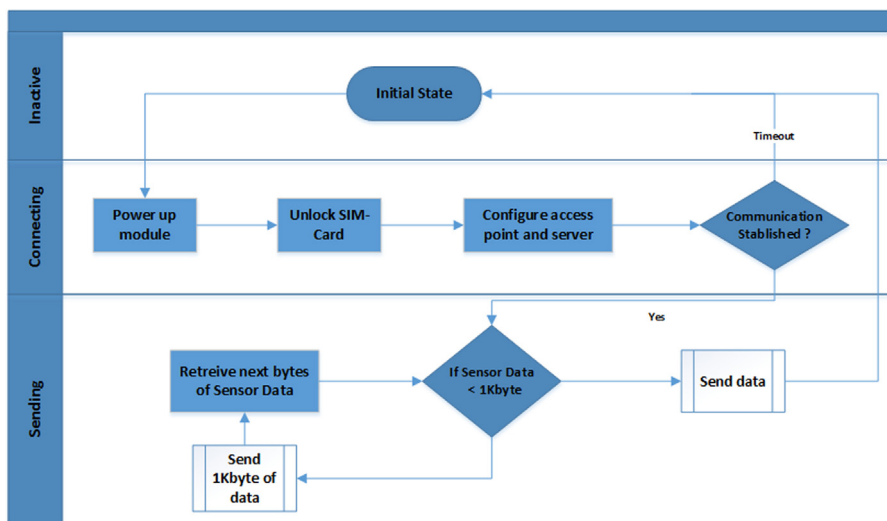 Inactive
Initial State
Timeout
Connecting
Power up
module
Unlock SIM-
Card
Configure access
point and server
Communication
Stablished ?
Yes
Sending
Retreive next bytes
of Sensor Data
If Sensor Data
< 1Kbyte
Send data
Send
1Kbyte of
data